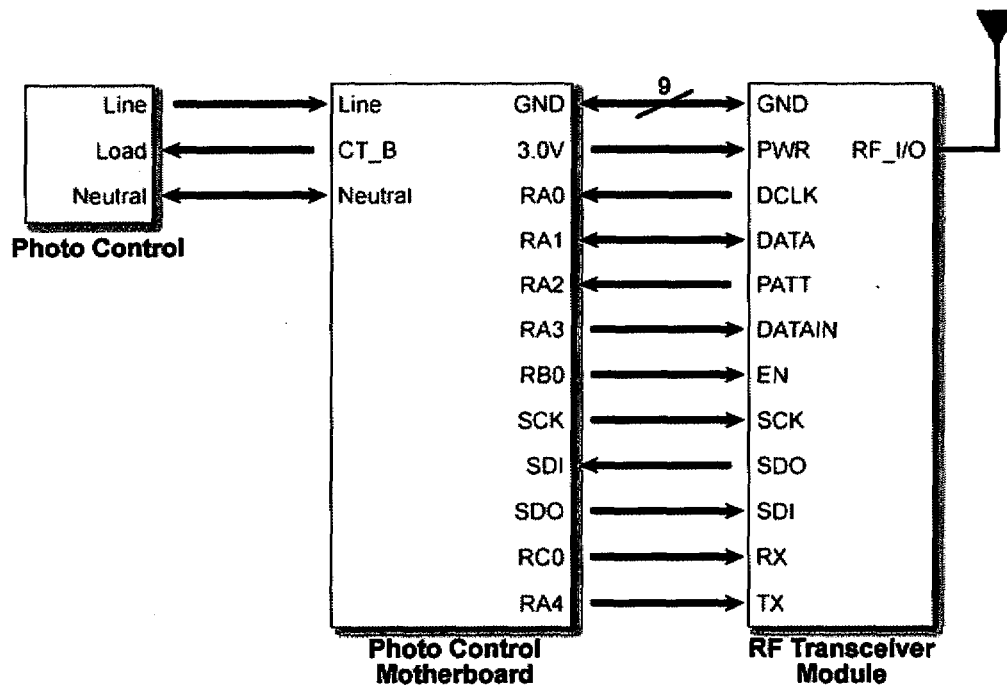 9
Line Line GND GND
Load CT_B 3.0V PWR RF_I/O
Neutral Neutral RA0 DCLK
Photo Control RA1 DATA
RA2 PATT
RA3 DATAIN
RB0 EN
SCK SCK
SDI SDO
SDO SDI
RC0 RX
RA4 TX
Photo Control RF Transceiver
Motherboard Module